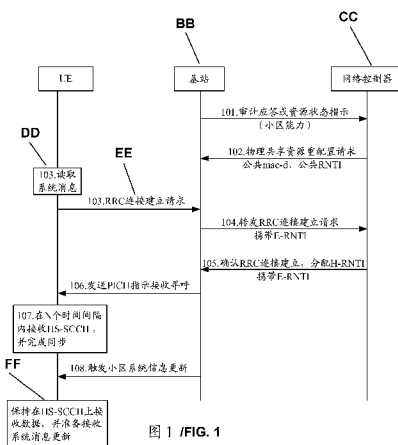 BB
CC
UE
基站
网络控制器
101.审计应答或资源状态指示
(小区能力)
DD
EE
102.物理共享资源重配置请求
公共mac-d、公共RNTI
103.读取
系统消息
103.RRC连接建立请求
104.转发RRC连接建立请求
携带E-RNTI
105.确认RRC连接建立，分配H-RNTI
携带E-RNTI
106.发送PICH指示接收寻呼
107.在N个时间间隔
内接收HS-SCCH，
并完成同步
108.触发小区系统信息更新
FF
保持在HS-SCCH上接
收数据，并准备接收
系统消息更新
图 1 /FIG. 1